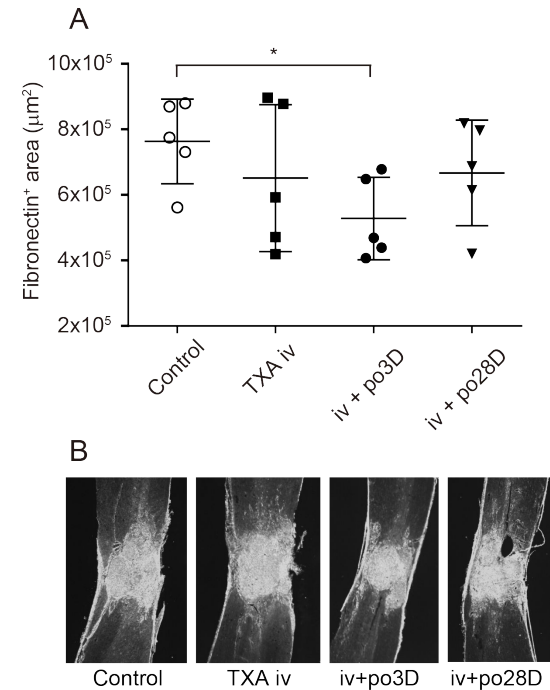 A
*
10x10⁵
8x10⁵
6x10⁵
4x10⁵
2x10⁵
Fibronectin⁺ area (μm²)
Control
TXA iv
iv + po3D
iv + po28D
B
Control
TXA iv
iv+po3D
iv+po28D